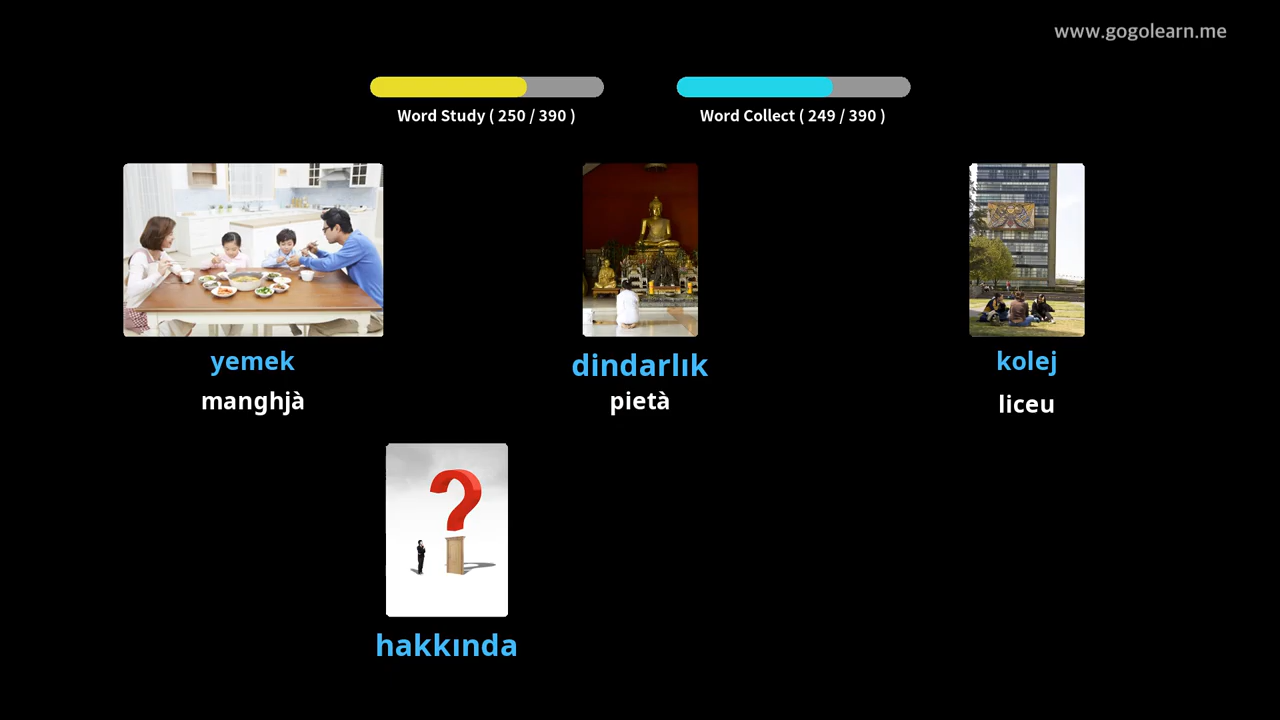 www.gogolearn.me
Word Study ( 250 / 390 )
Word Collect ( 249 / 390 )
yemek
manghjà
dindarlık
pietà
kolej
liceu
hakkında